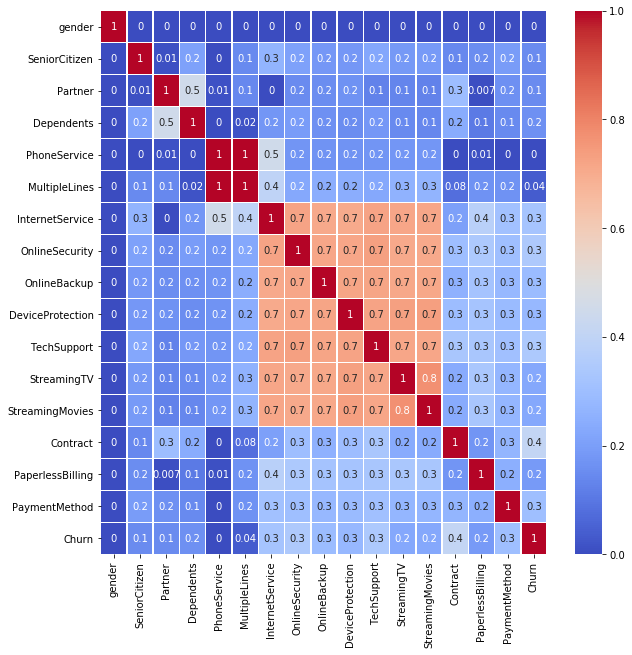 gender 1 0 0 0 0 0 0 0 0 0 0 0 0 0 0 0 0
SeniorCitizen 0 1 0.01 0.2 0 0.1 0.3 0.2 0.2 0.2 0.2 0.2 0.2 0.1 0.2 0.2 0.1
Partner 0 0.01 1 0.5 0.01 0.1 0 0.2 0.2 0.2 0.1 0.1 0.1 0.3 0.007 0.2 0.1
Dependents 0 0.2 0.5 1 0 0.02 0.2 0.2 0.2 0.2 0.2 0.1 0.1 0.2 0.1 0.1 0.2
PhoneService 0 0 0.01 0 1 1 0.5 0.2 0.2 0.2 0.2 0.2 0.2 0 0.01 0 0
MultipleLines 0 0.1 0.1 0.02 1 1 0.4 0.2 0.2 0.2 0.2 0.3 0.3 0.08 0.2 0.2 0.04
InternetService 0 0.3 0 0.2 0.5 0.4 1 0.7 0.7 0.7 0.7 0.7 0.7 0.2 0.4 0.3 0.3
OnlineSecurity 0 0.2 0.2 0.2 0.2 0.2 0.7 1 0.7 0.7 0.7 0.7 0.7 0.3 0.3 0.3 0.3
OnlineBackup 0 0.2 0.2 0.2 0.2 0.2 0.7 0.7 1 0.7 0.7 0.7 0.7 0.3 0.3 0.3 0.3
DeviceProtection 0 0.2 0.2 0.2 0.2 0.2 0.7 0.7 0.7 1 0.7 0.7 0.7 0.3 0.3 0.3 0.3
TechSupport 0 0.2 0.1 0.2 0.2 0.2 0.7 0.7 0.7 0.7 1 0.7 0.7 0.3 0.3 0.3 0.3
StreamingTV 0 0.2 0.1 0.1 0.2 0.3 0.7 0.7 0.7 0.7 0.7 1 0.8 0.2 0.3 0.3 0.2
StreamingMovies 0 0.2 0.1 0.1 0.2 0.3 0.7 0.7 0.7 0.7 0.7 0.8 1 0.2 0.3 0.3 0.2
Contract 0 0.1 0.3 0.2 0 0.08 0.2 0.3 0.3 0.3 0.3 0.2 0.2 1 0.2 0.3 0.4
PaperlessBilling 0 0.2 0.007 0.1 0.01 0.2 0.4 0.3 0.3 0.3 0.3 0.3 0.3 0.2 1 0.2 0.2
PaymentMethod 0 0.2 0.2 0.1 0 0.2 0.3 0.3 0.3 0.3 0.3 0.3 0.3 0.3 0.2 1 0.3
Churn 0 0.1 0.1 0.2 0 0.04 0.3 0.3 0.3 0.3 0.3 0.2 0.2 0.4 0.2 0.3 1
gender SeniorCitizen Partner Dependents PhoneService MultipleLines InternetService OnlineSecurity OnlineBackup DeviceProtection TechSupport StreamingTV StreamingMovies Contract PaperlessBilling PaymentMethod Churn
1.0
0.8
0.6
0.4
0.2
0.0